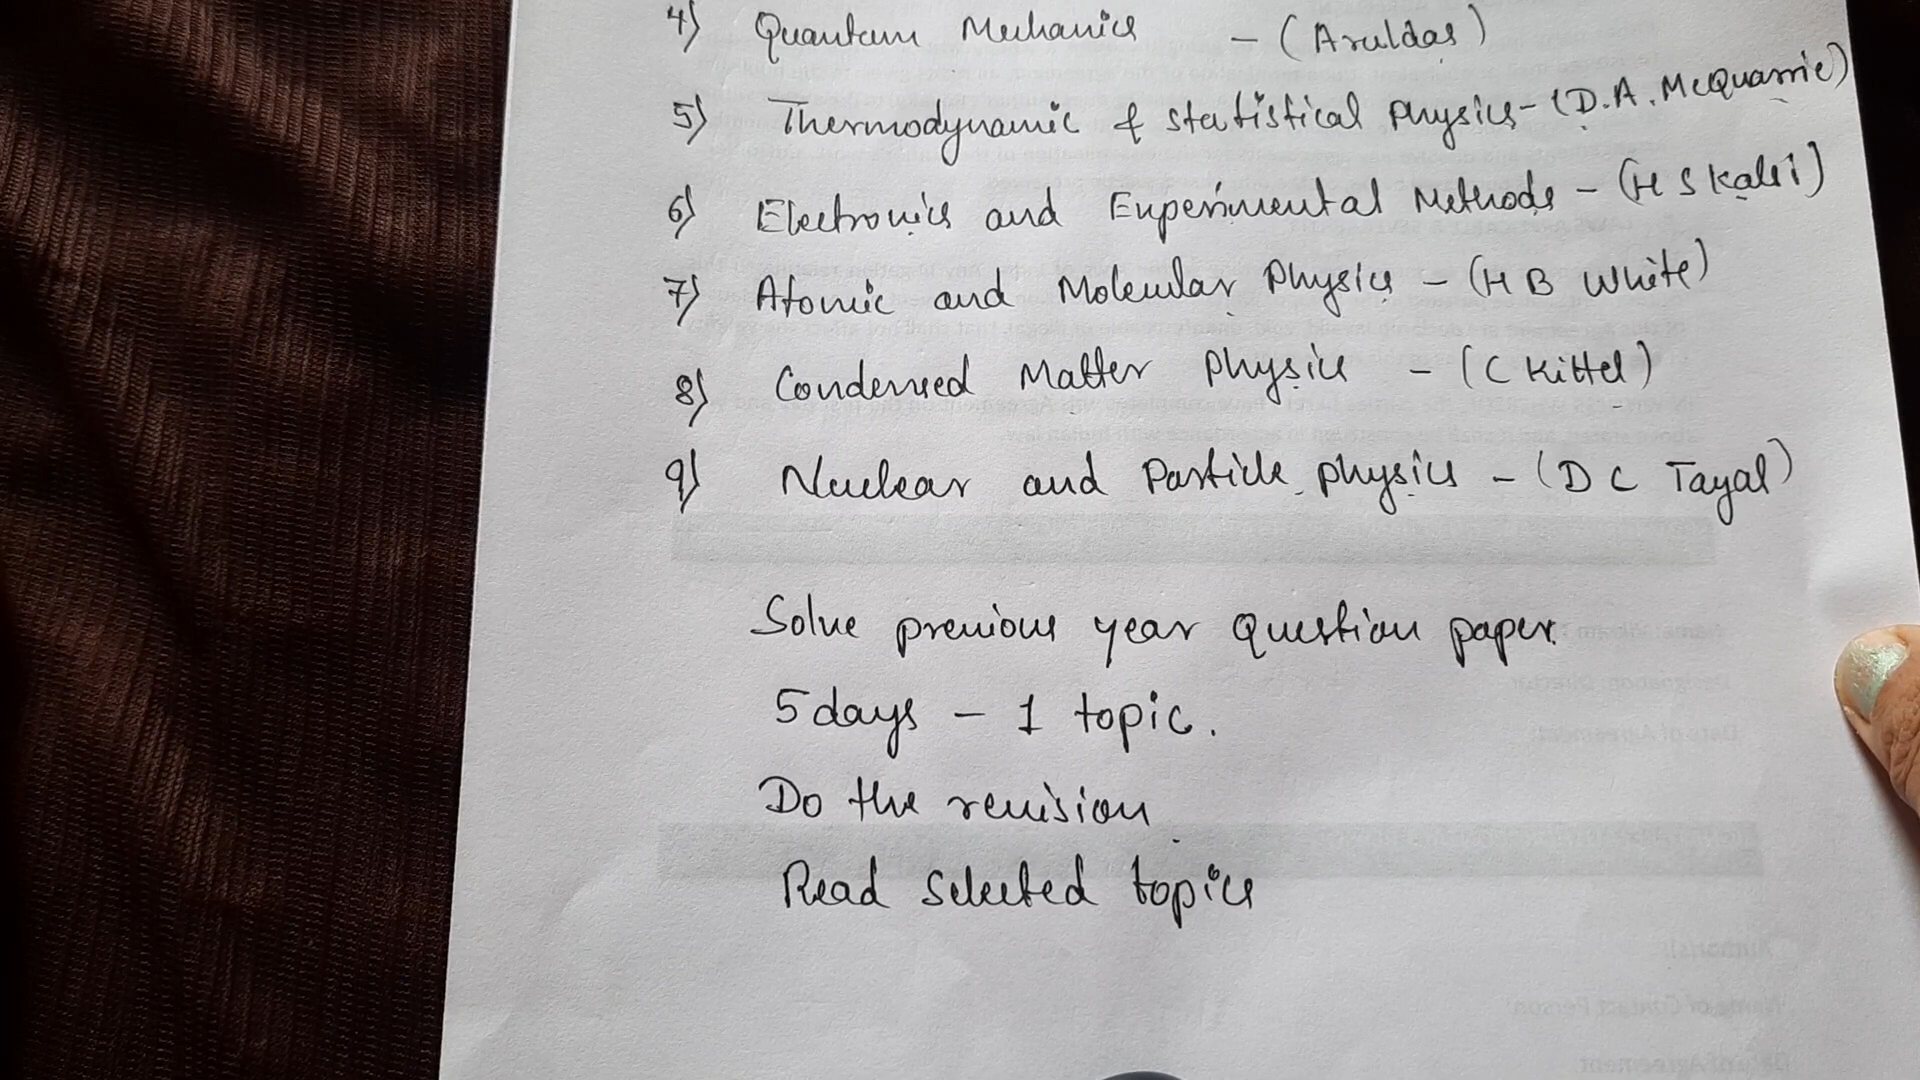 4) Quantum Mechanics - (Aruldas)
5) Thermodynamic & statistical Physics - (D.A. McQuarrie)
6) Electronics and Experimental Methods - (H S Kalsi)
7) Atomic and Molecular Physics - (H B White)
8) Condensed Matter Physics - (C Kittel)
9) Nuclear and Particle physics - (D C Tayal)
Solve previous year question paper.
5 days - 1 topic.
Do the revision
Read selected topics